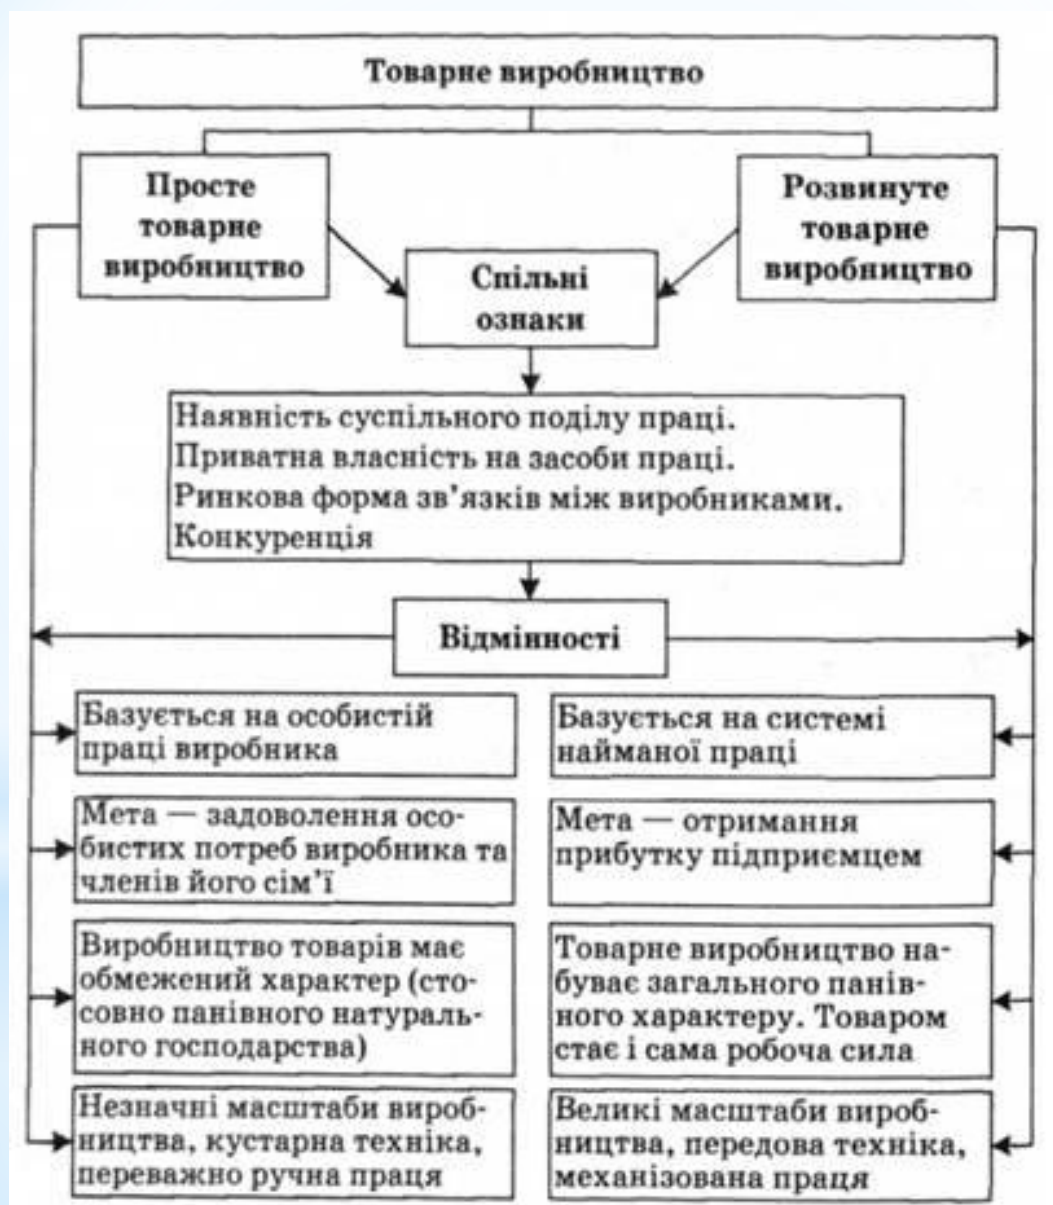 Товарне виробництво
Просте
товарне
виробництво
Розвинуте
товарне
виробництво
Спільні
ознаки
Наявність суспільного поділу праці.
Приватна власність на засоби праці.
Ринкова форма зв'язків між виробниками.
Конкуренція
Відмінності
Базується на особистій
праці виробника
Базується на системі
найманої праці
Мета — задоволення осо-
бистих потреб виробника та
членів його сім'ї
Мета — отримання
прибутку підприємцем
Виробництво товарів має
обмежений характер (сто-
совно панівного натураль-
ного господарства)
Товарне виробництво на-
буває загального панів-
ного характеру. Товаром
стає і сама робоча сила
Незначні масштаби вироб-
ництва, кустарна техніка,
переважно ручна праця
Великі масштаби вироб-
ництва, передова техніка,
механізована праця